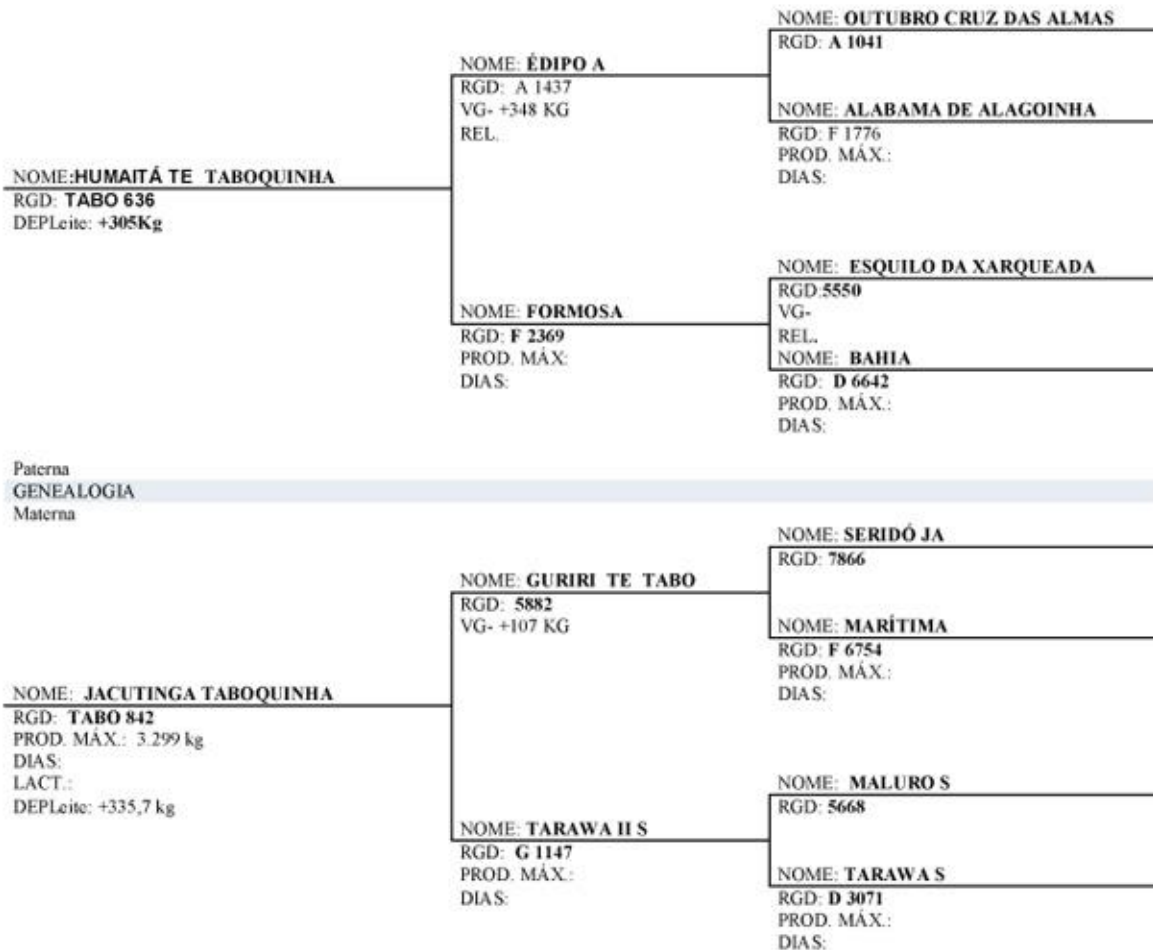 NOME: OUTUBRO CRUZ DAS ALMAS
RGD: A 1041
NOME: ÉDIPO A
RGD: A 1437
VG- +348 KG
REL.
NOME: ALABAMA DE ALAGOINHA
RGD: F 1776
PROD. MÁX.:
DIAS:
NOME:HUMAITÁ TE TABOQUINHA
RGD: TABO 636
DEPLeite: +305Kg
NOME: ESQUILO DA XARQUEADA
RGD:5550
VG-
REL.
NOME: FORMOSA
RGD: F 2369
PROD. MÁX:
DIAS:
NOME: BAHIA
RGD: D 6642
PROD. MÁX.:
DIAS:
Paterna
GENEALOGIA
Materna
NOME: SERIDÓ JA
RGD: 7866
NOME: GURIRI TE TABO
RGD: 5882
VG- +107 KG
NOME: MARÍTIMA
RGD: F 6754
PROD. MÁX.:
DIAS:
NOME: JACUTINGA TABOQUINHA
RGD: TABO 842
PROD. MÁX.: 3.299 kg
DIAS:
LACT.:
DEPLeite: +335,7 kg
NOME: MALURO S
RGD: 5668
NOME: TARAWA II S
RGD: G 1147
PROD. MÁX.:
DIAS:
NOME: TARAWA S
RGD: D 3071
PROD. MÁX.:
DIAS: